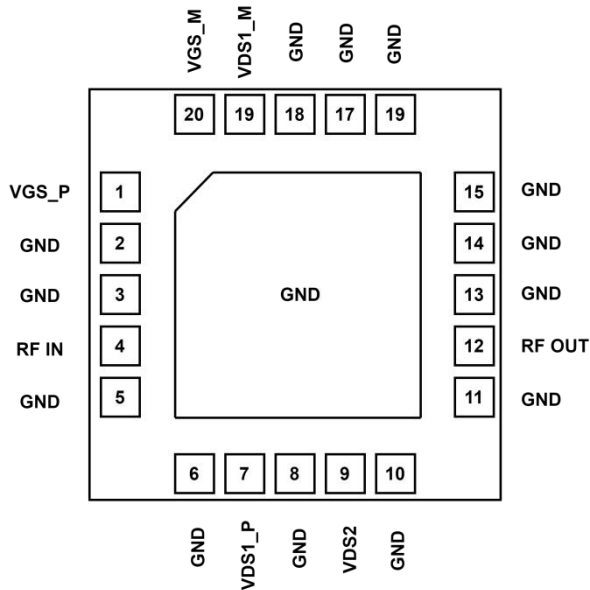 VGS_M
VDS1_M
GND
GND
GND
20
19
18
17
19
VGS_P
1
15
GND
GND
2
14
GND
GND
3
GND
13
GND
RF IN
4
12
RF OUT
GND
5
11
GND
6
7
8
9
10
GND
VDS1_P
GND
VDS2
GND